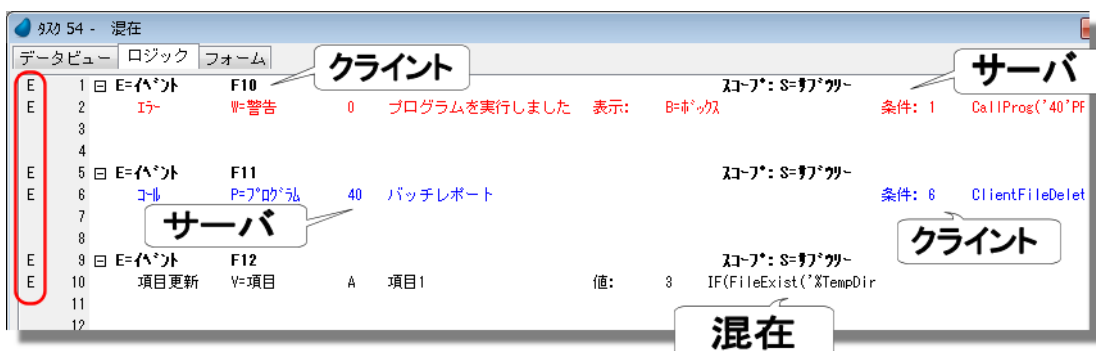 ﾀｽｸ 54 - 混在
データビュー ロジック フォーム
クライント
サーバ
E 1 E=ｲﾍﾞﾝﾄ F10 ｽｺｰﾌﾟ: S=ｻﾌﾞﾂﾘｰ
E 2 ｴﾗｰ W=警告 0 プログラムを実行しました 表示: B=ﾎﾞｯｸｽ 条件: 1 CallProg('40'PF
3
4
E 5 E=ｲﾍﾞﾝﾄ F11 ｽｺｰﾌﾟ: S=ｻﾌﾞﾂﾘｰ
E 6 ｺｰﾙ P=ﾌﾟﾛｸﾞﾗﾑ 40 バッチレポート 条件: 6 ClientFileDelet
7
サーバ
8
クライント
E 9 E=ｲﾍﾞﾝﾄ F12 ｽｺｰﾌﾟ: S=ｻﾌﾞﾂﾘｰ
E 10 項目更新 V=項目 A 項目1 値: 3 IF(FileExist('%TempDir
11
12
混在